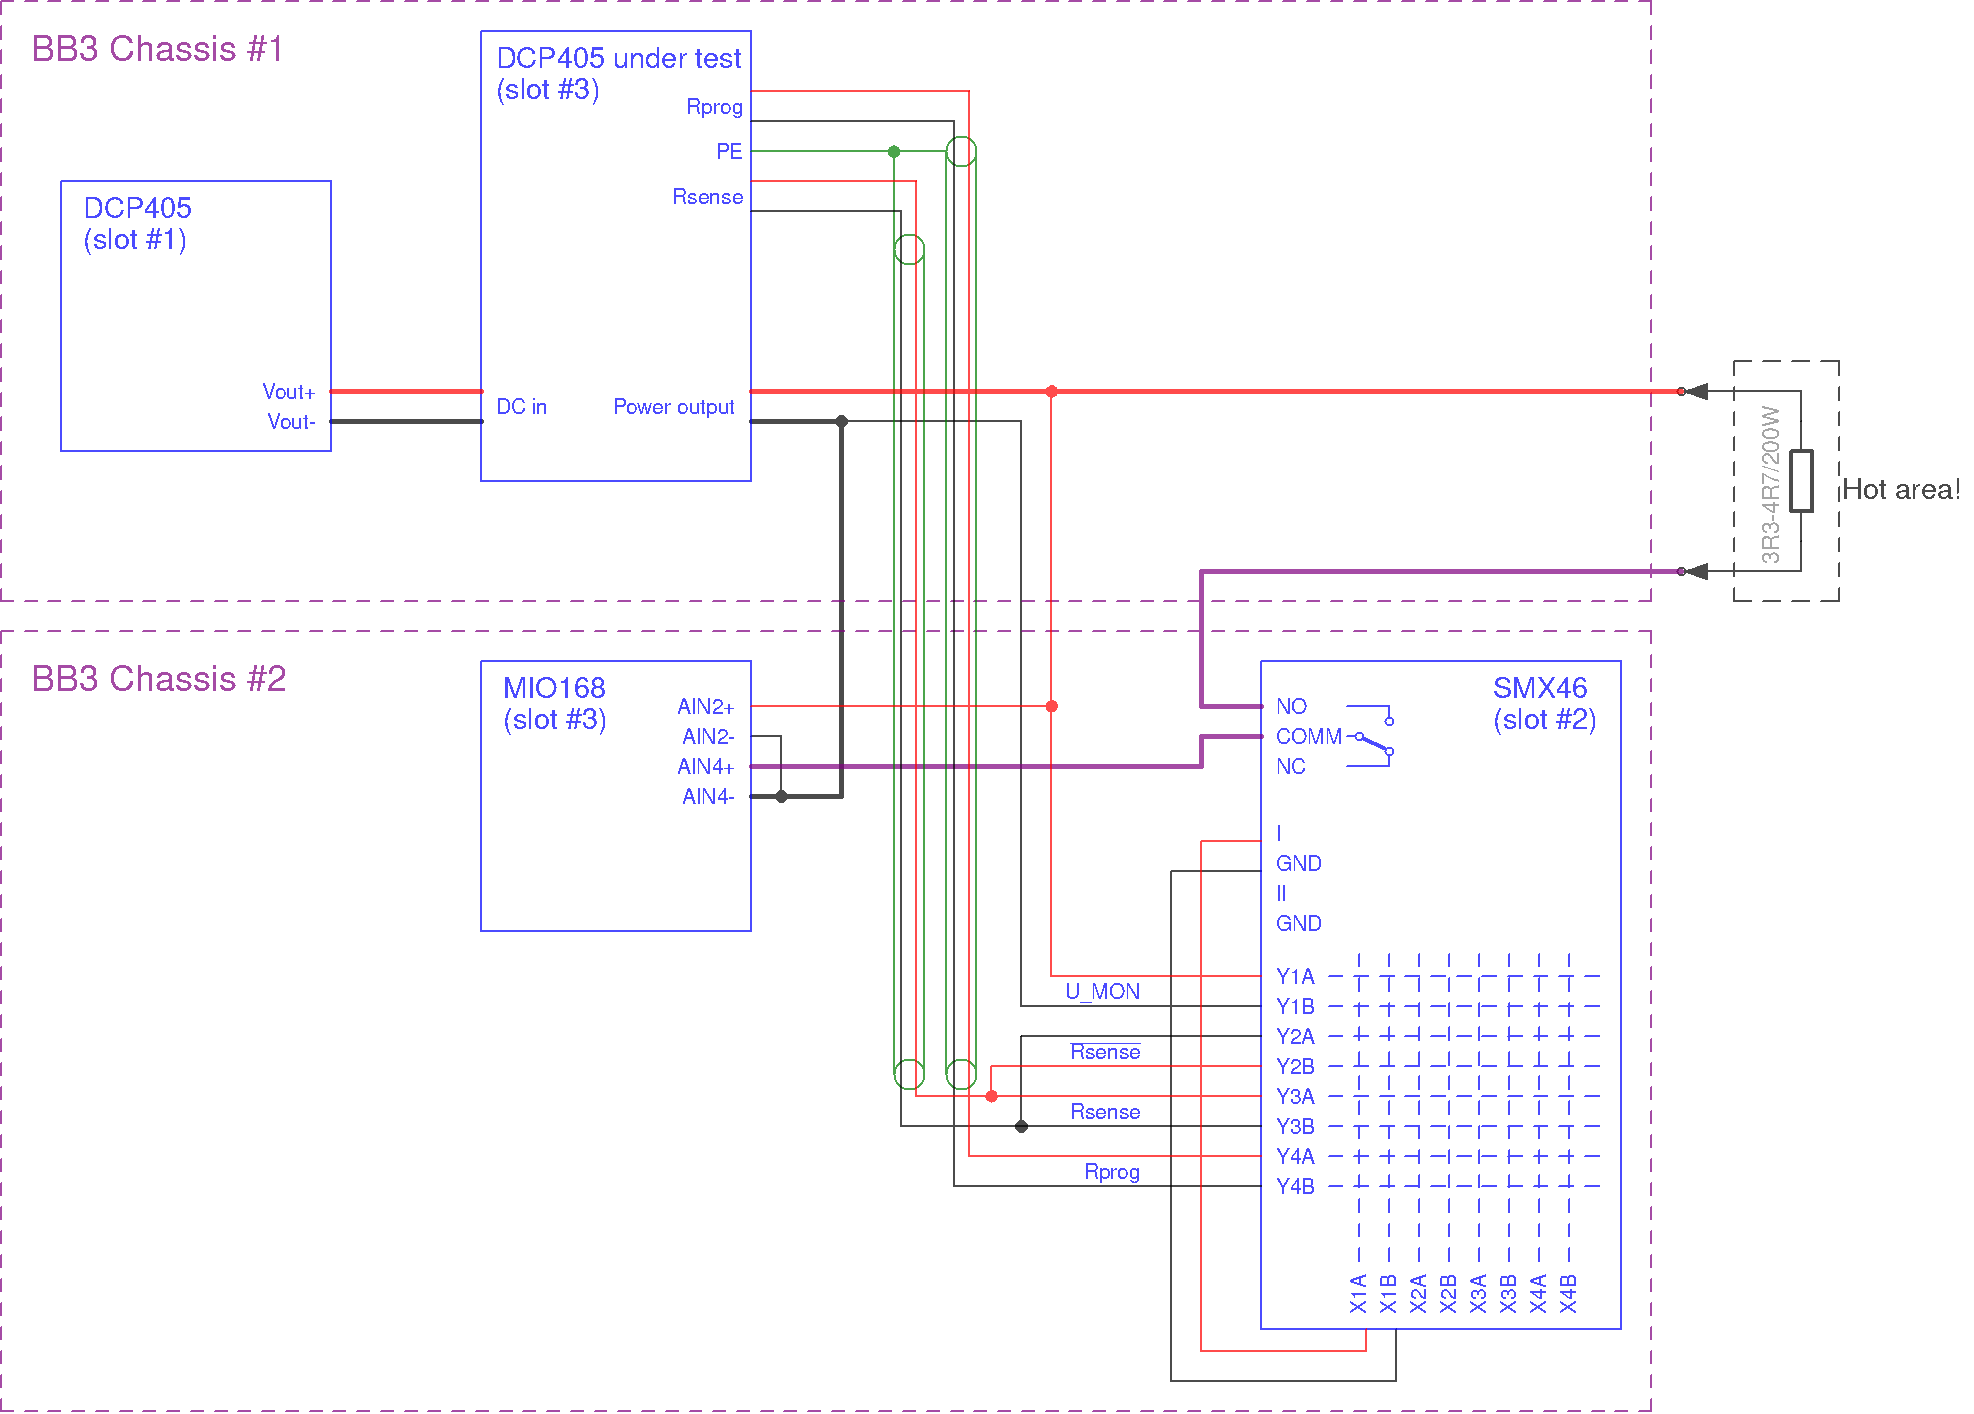 BB3 Chassis #1
DCP405 under test
(slot #3)
Rprog
PE
Rsense
DCP405
(slot #1)
Vout+
Vout-
DC in
Power output
3R3-4R7/200W
Hot area!
BB3 Chassis #2
MIO168
(slot #3)
AIN2+
AIN2-
AIN4+
AIN4-
SMX46
(slot #2)
NO
COMM
NC
I
GND
II
GND
Y1A
U_MON
Y1B
Y2A
Rsense
Y2B
Y3A
Rsense
Y3B
Y4A
Rprog
Y4B
X1A
X1B
X2A
X2B
X3A
X3B
X4A
X4B